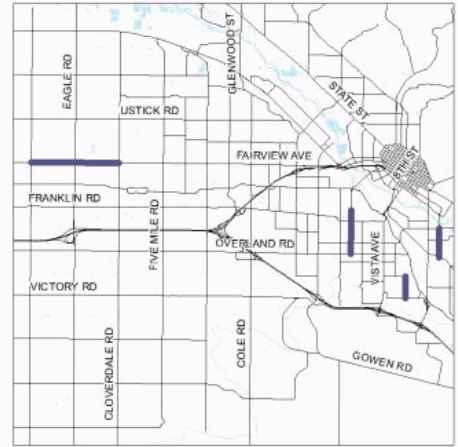 GLENWOOD ST
EAGLE RD
STATE ST
USTICK RD
FAIRVIEW AVE
8TH ST
FRANKLIN RD
FIVE MILE RD
OVERLAND RD
VISTA AVE
VICTORY RD
CLOVERDALE RD
COLE RD
GOWEN RD